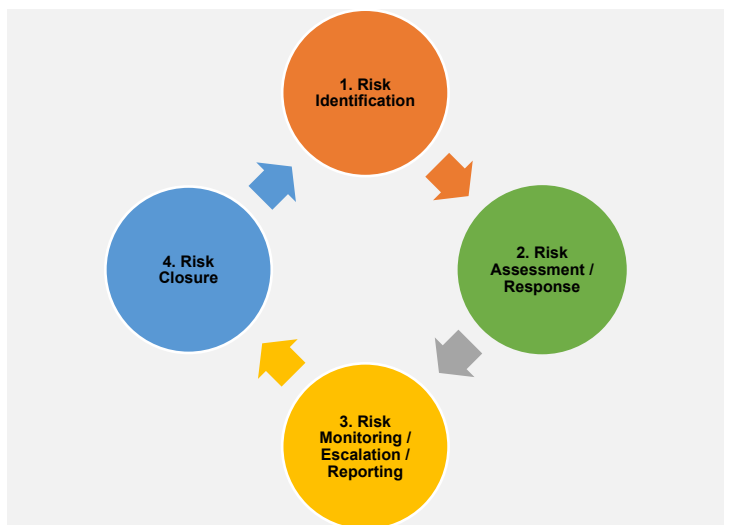 1. Risk
Identification
2. Risk
Assessment /
Response
3. Risk
Monitoring /
Escalation /
Reporting
4. Risk
Closure